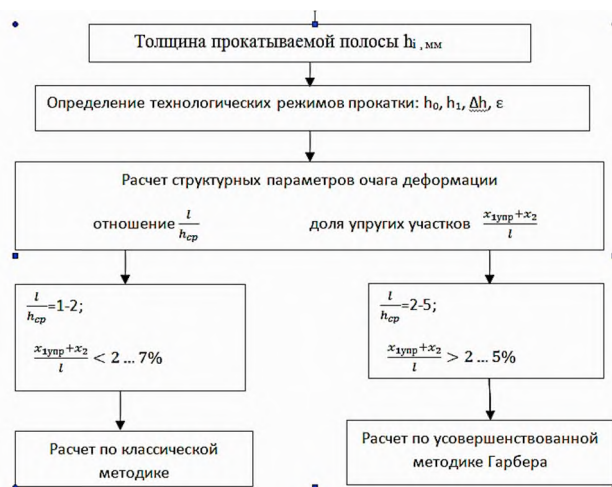 Толщина прокатываемой полосы hi , мм
Определение технологических режимов прокатки: h₀, h₁, Δh, ε
Расчет структурных параметров очага деформации
отношение l/hср доля упругих участков (x₁упр+x₂)/l
l/hср=1-2;
(x₁упр+x₂)/l < 2 … 7%
l/hср=2-5;
(x₁упр+x₂)/l > 2 … 5%
Расчет по классической
методике
Расчет по усовершенствованной
методике Гарбера